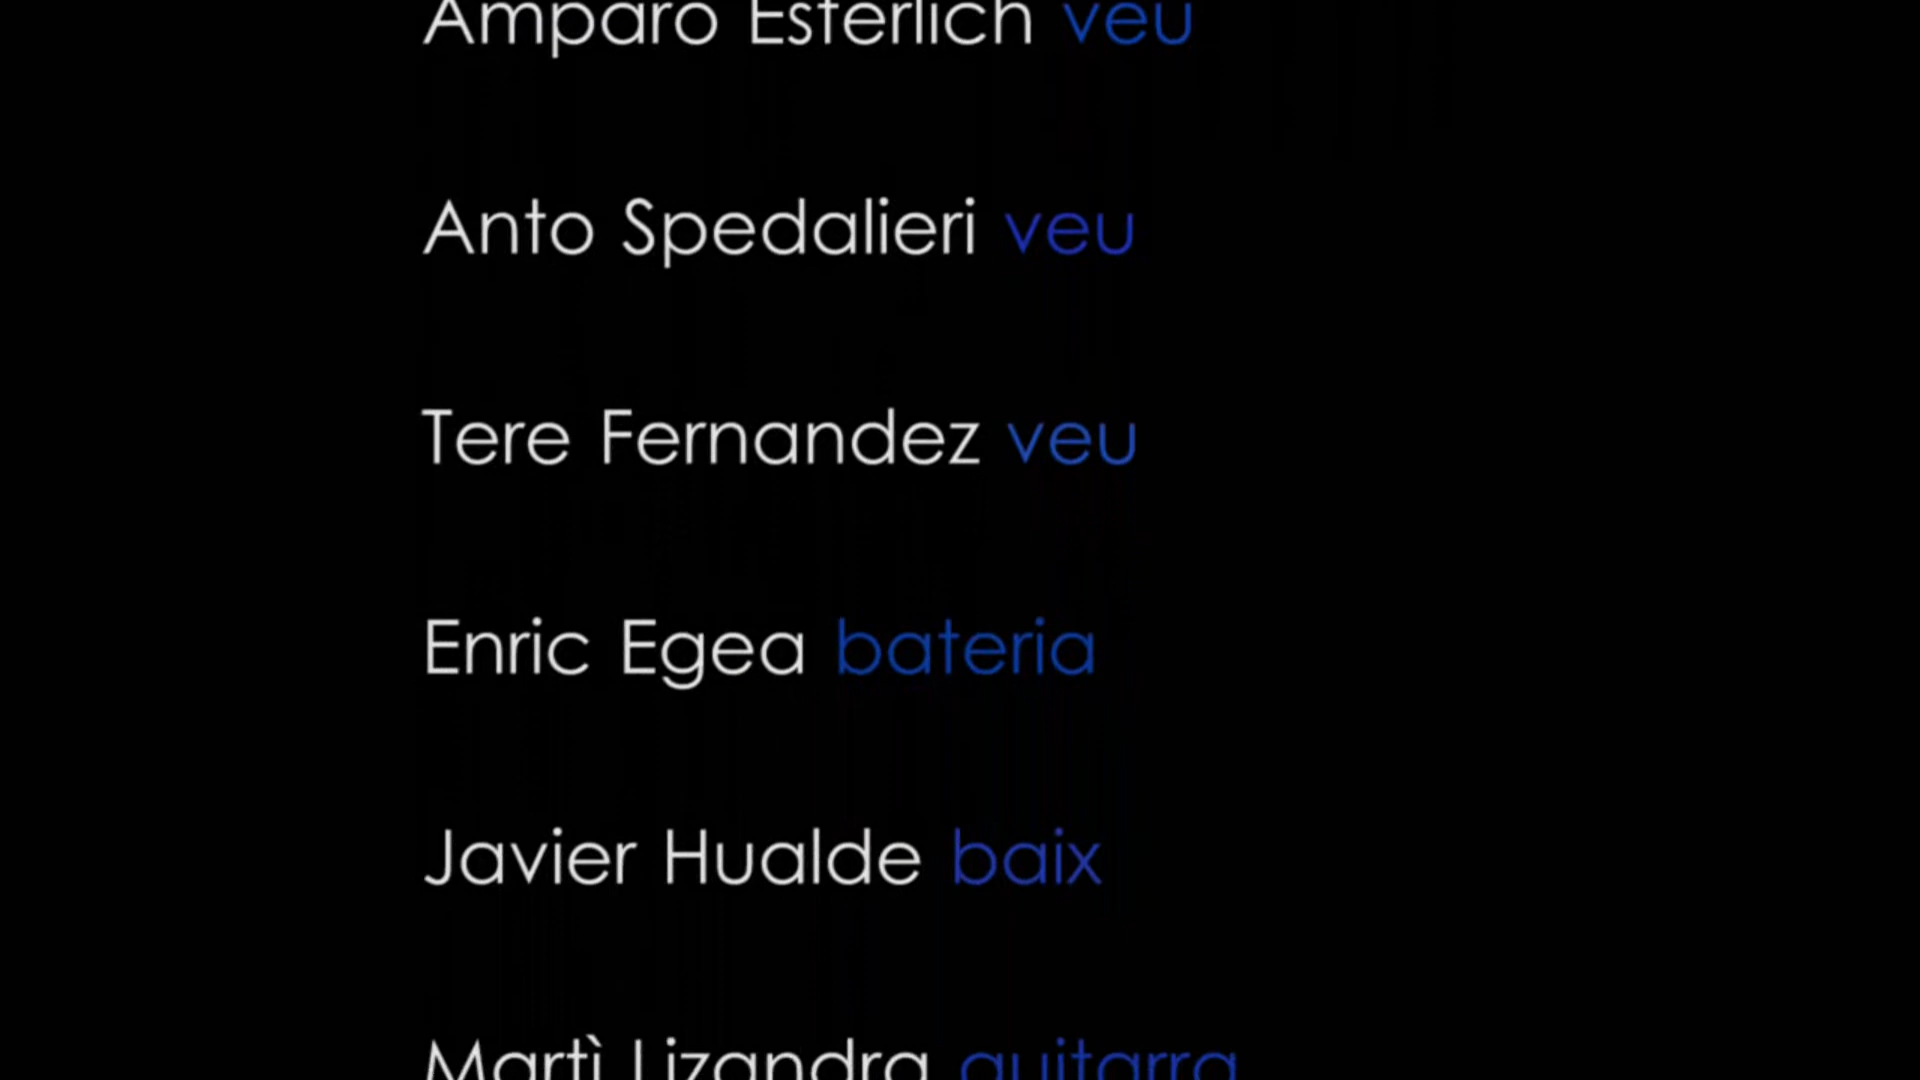 Amparo Esterlich veu
Anto Spedalieri veu
Tere Fernandez veu
Enric Egea bateria
Javier Hualde baix
Martì Lizandra guitarra